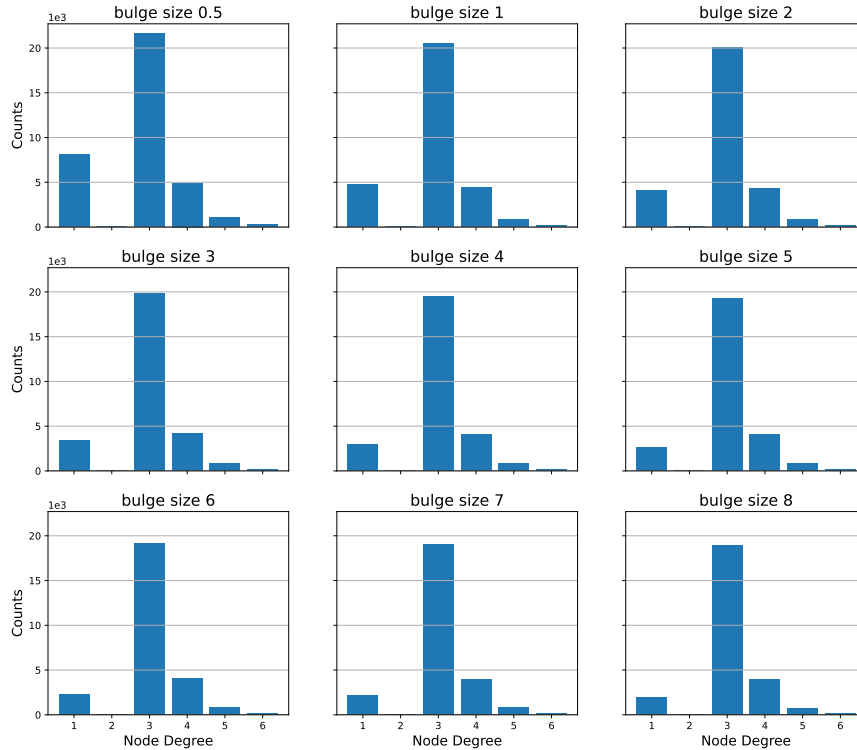 bulge size 0.5
bulge size 1
bulge size 2
1e3
20
15
10
5
0
Counts
bulge size 3
bulge size 4
bulge size 5
1e3
20
15
10
5
0
Counts
bulge size 6
bulge size 7
bulge size 8
1e3
20
15
10
5
0
Counts
1 2 3 4 5 6
1 2 3 4 5 6
1 2 3 4 5 6
Node Degree
Node Degree
Node Degree